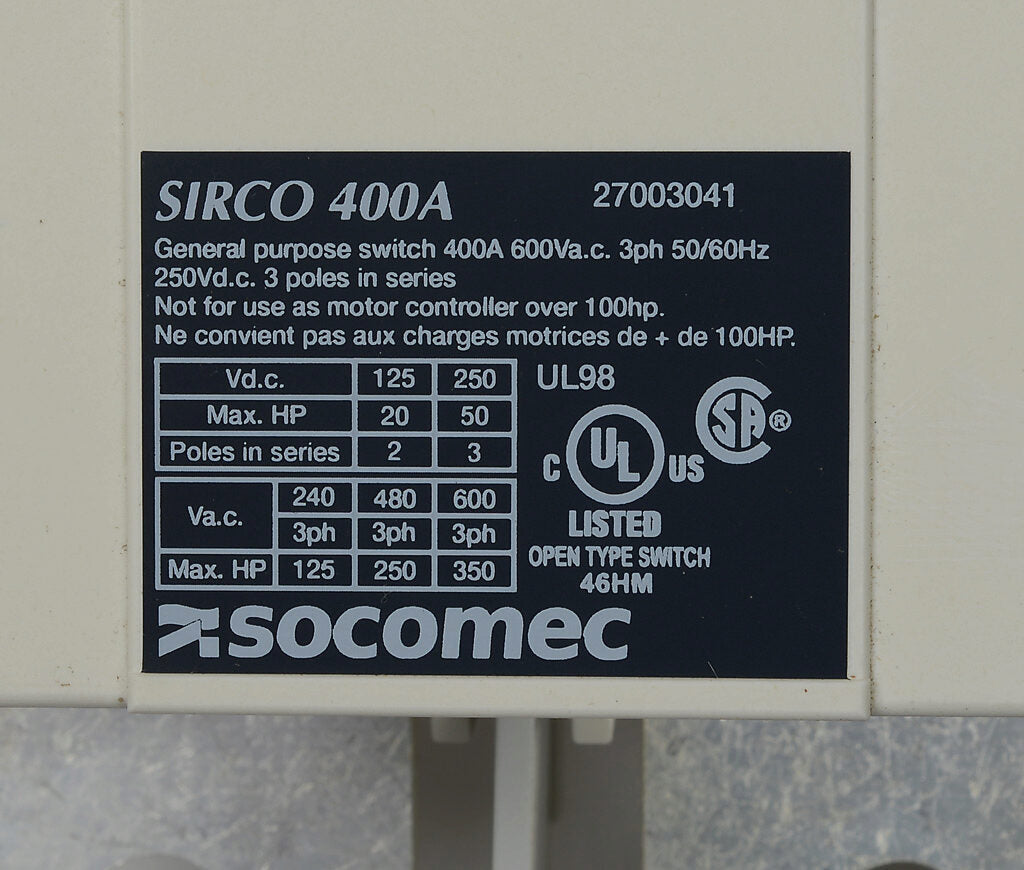 SIRCO 400A 27003041
General purpose switch 400A 600Va.c. 3ph 50/60Hz
250Vd.c. 3 poles in series
Not for use as motor controller over 100hp.
Ne convient pas aux charges motrices de + de 100HP.
Vd.c. 125 250
Max. HP 20 50
Poles in series 2 3
Va.c. 240 480 600
3ph 3ph 3ph
Max. HP 125 250 350
UL98
C UL US
SA ®
LISTED
OPEN TYPE SWITCH
46HM
socomec